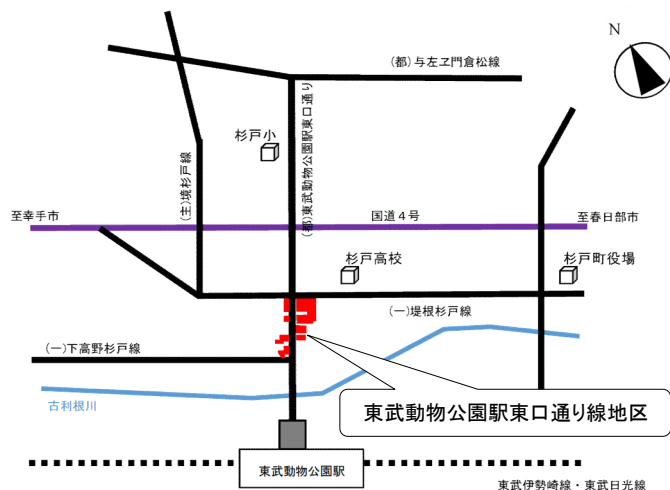 N
(都)与左ヱ門倉松線
(都)東武動物公園駅東口通り
杉戸小
(主)境杉戸線
至幸手市
国道４号
至春日部市
杉戸高校
杉戸町役場
(一)堤根杉戸線
(一)下高野杉戸線
古利根川
東武動物公園駅東口通り線地区
東武動物公園駅
東武伊勢崎線・東武日光線